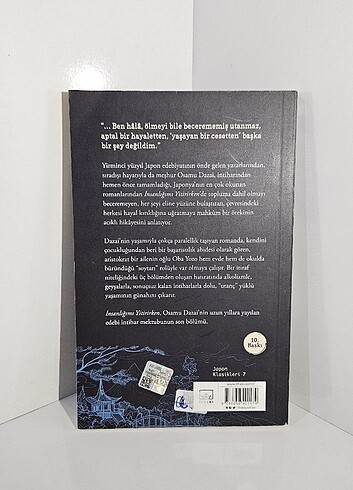 "... Ben hâlâ, ölmeyi bile becerememiş utanmaz,
aptal bir hayaletten, 'yaşayan bir cesetten' başka
bir şey değildim."
Yirminci yüzyıl Japon edebiyatının önde gelen yazarlarından,
sıradışı hayatıyla da meşhur Osamu Dazai, intiharından
hemen önce tamamladığı, Japonya'nın en çok okunan
romanlarından İnsanlığımı Yitirirken'de topluma dahil olmayı
beceremeyen, her şeyi eline yüzüne bulaştıran, çevresindeki
herkesi hayal kırıklığına uğratmaya mahkûm bir erkeğin
acıklı hikâyesini anlatıyor.
Dazai'nin yaşamıyla çokça paralellik taşıyan romanda, kendini
çocukluğundan beri bir başarısızlık abidesi olarak gören,
aristokrat bir ailenin oğlu Oba Yozo hem evde hem de okulda
büründüğü "soytarı" rolüyle var olmaya çalışır. Bir itiraf
niteliğindeki üç bölümden oluşan hatıratında alkolizmle,
geyşalarla, sonuçsuz kalan intiharlarla dolu, "utanç" yüklü
yaşamının günahını çıkarır.
İnsanlığımı Yitirirken, Osamu Dazai'nin uzun yıllara yayılan
edebi intihar mektubunun son bölümü.
10.
Baskı
Japon
Klasikleri 7